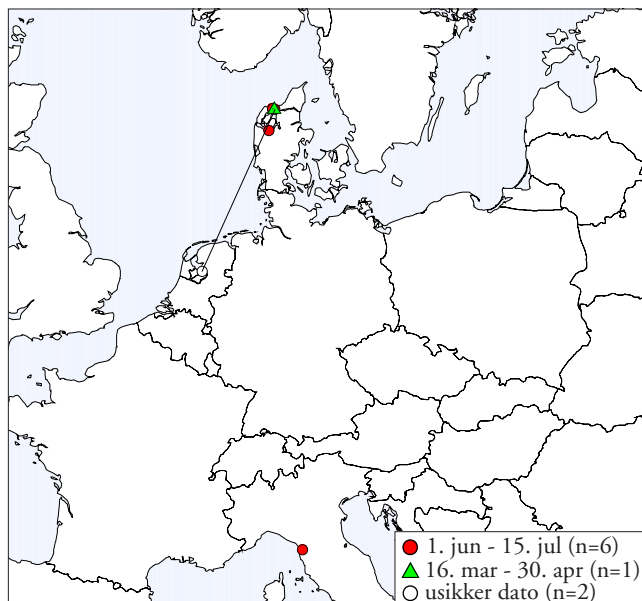 1. jun - 15. jul (n=6)
16. mar - 30. apr (n=1)
usikker dato (n=2)